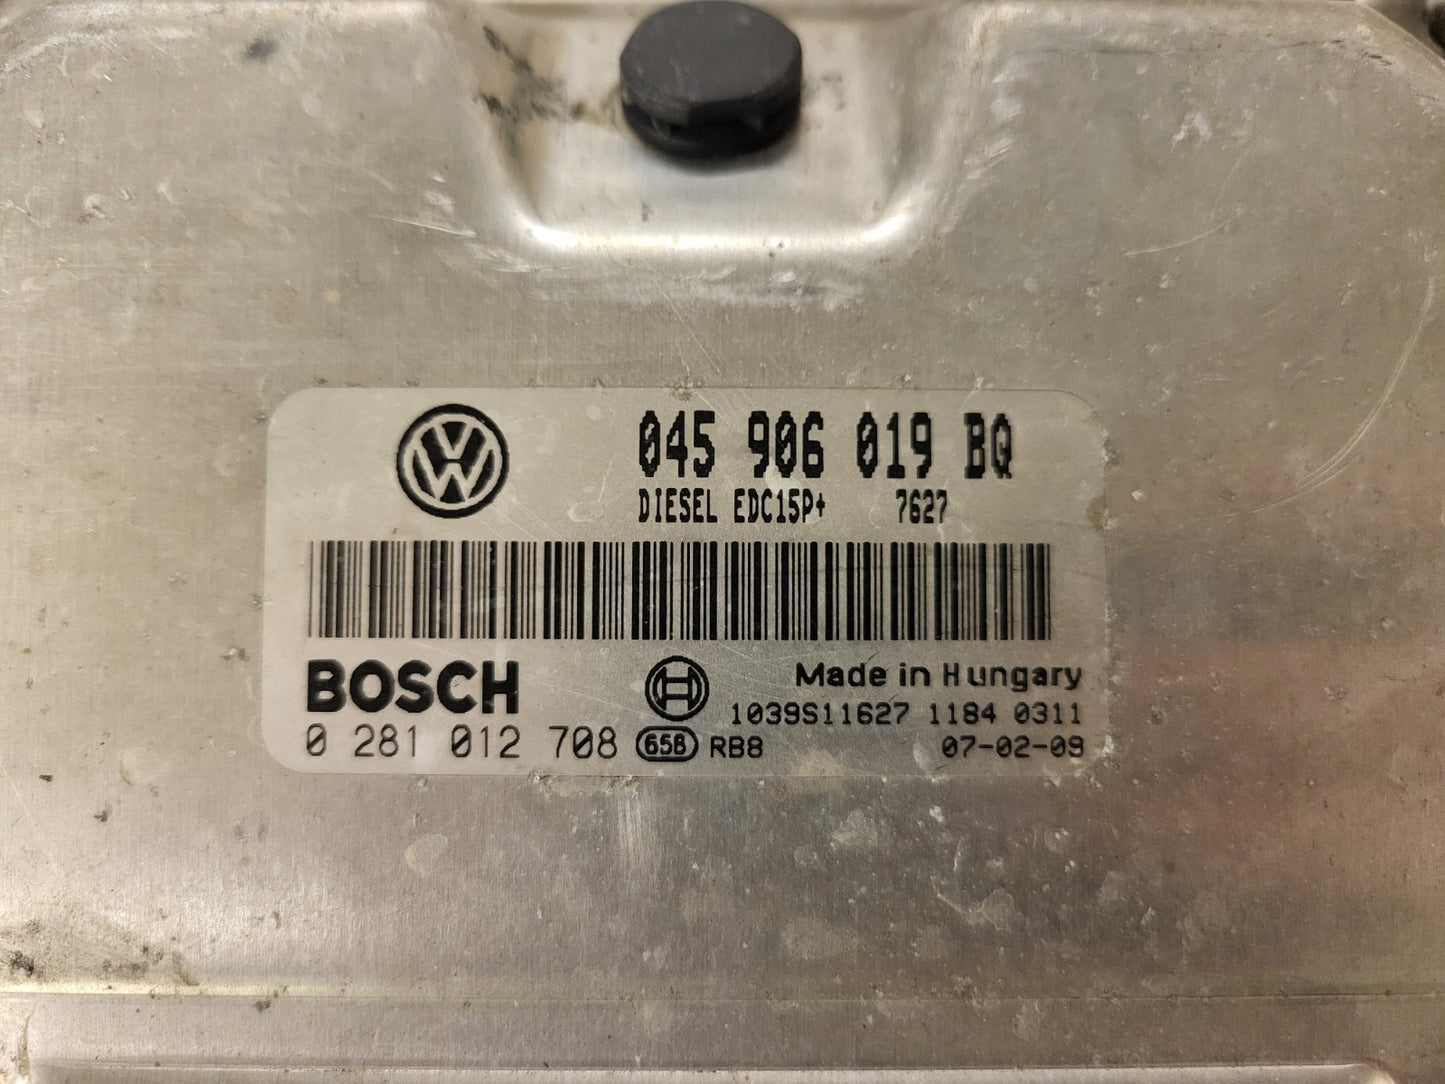 045 906 019 BQ
DIESEL EDC15P+ 7627
BOSCH
Made in Hungary
1039S11627 1184 0311
0 281 012 708 658 RB8 07-02-09